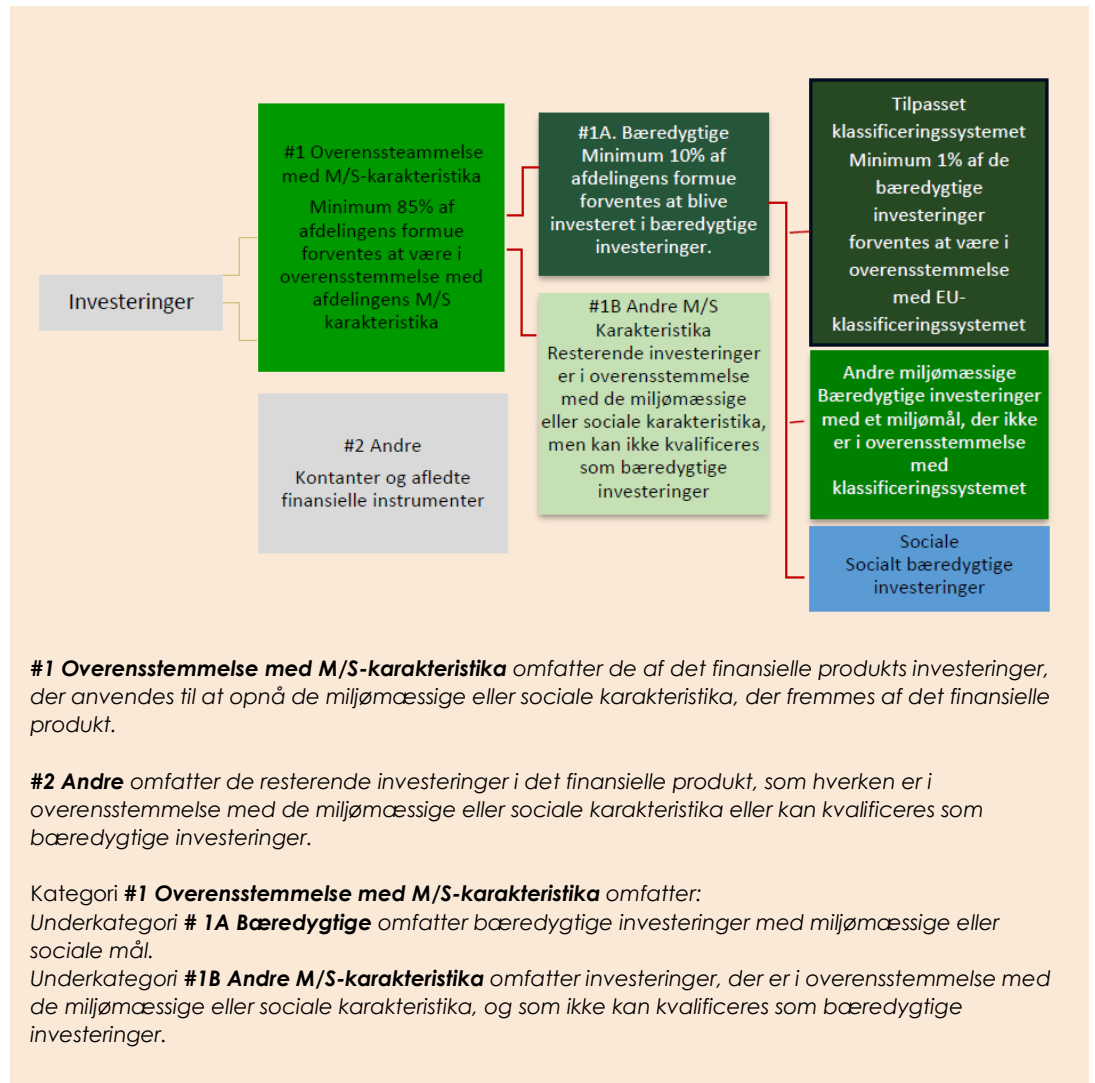 Investeringer
#1 Overenssteammelse
med M/S-karakteristika
Minimum 85% af
afdelingens formue
forventes at være i
overensstemmelse med
afdelingens M/S
karakteristika
#2 Andre
Kontanter og afledte
finansielle instrumenter
#1A. Bæredygtige
Minimum 10% af
afdelingens formue
forventes at blive
investeret i bæredygtige
investeringer.
#1B Andre M/S
Karakteristika
Resterende investeringer
er i overensstemmelse
med de miljømæssige
eller sociale karakteristika,
men kan ikke kvalificeres
som bæredygtige
investeringer
Tilpasset
klassificeringssystemet
Minimum 1% af de
bæredygtige
investeringer
forventes at være i
overensstemmelse
med EU-
klassificeringssystemet
Andre miljømæssige
Bæredygtige investeringer
med et miljømål, der ikke
er i overensstemmelse
med
klassificeringssystemet
Sociale
Socialt bæredygtige
investeringer
#1 Overensstemmelse med M/S-karakteristika omfatter de af det finansielle produkts investeringer,
der anvendes til at opnå de miljømæssige eller sociale karakteristika, der fremmes af det finansielle
produkt.
#2 Andre omfatter de resterende investeringer i det finansielle produkt, som hverken er i
overensstemmelse med de miljømæssige eller sociale karakteristika eller kan kvalificeres som
bæredygtige investeringer.
Kategori #1 Overensstemmelse med M/S-karakteristika omfatter:
Underkategori # 1A Bæredygtige omfatter bæredygtige investeringer med miljømæssige eller
sociale mål.
Underkategori #1B Andre M/S-karakteristika omfatter investeringer, der er i overensstemmelse med
de miljømæssige eller sociale karakteristika, og som ikke kan kvalificeres som bæredygtige
investeringer.